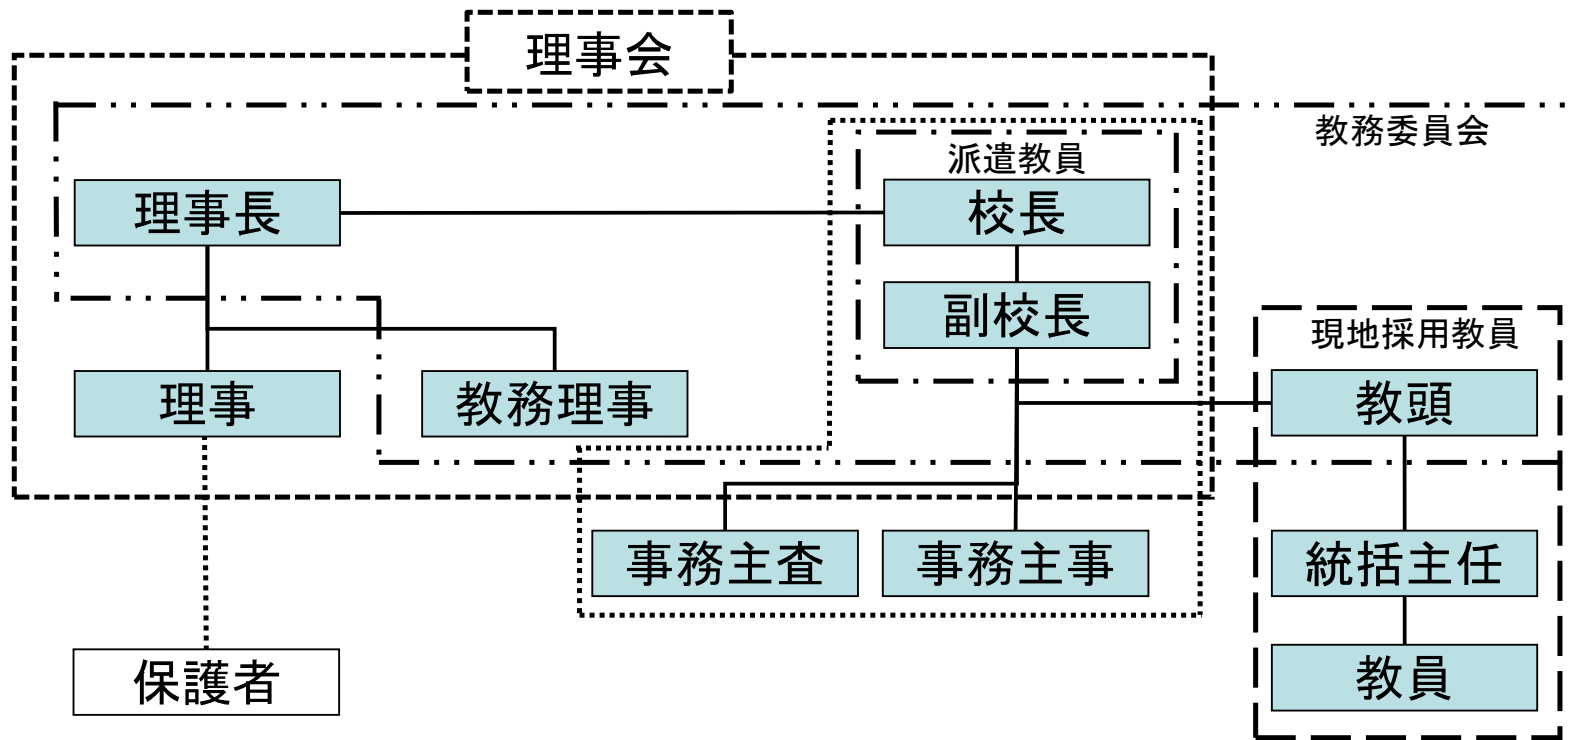 理事会
教務委員会
派遣教員
理事長
校長
副校長
現地採用教員
理事
教務理事
教頭
事務主査
事務主事
統括主任
保護者
教員